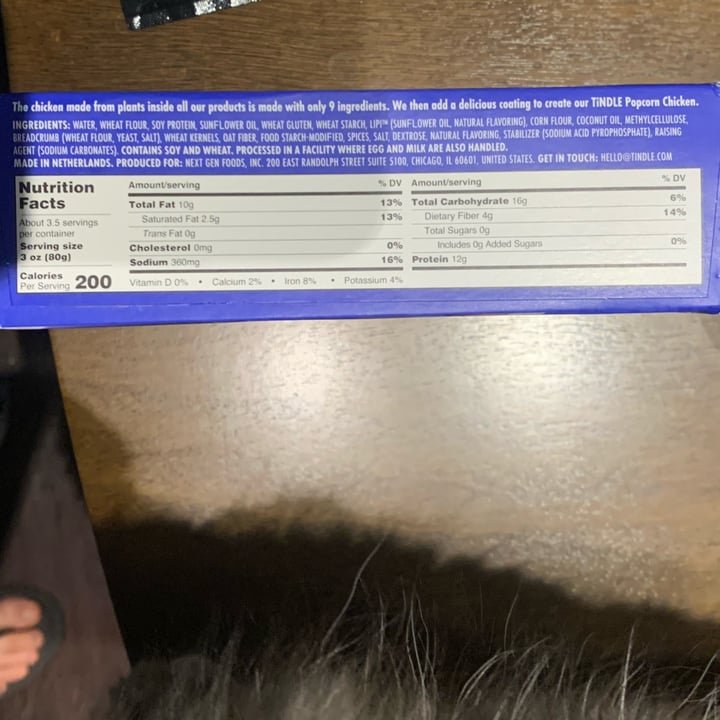 The chicken made from plants inside all our products is made with only 9 ingredients. We then add a delicious coating to create our TiNDLE Popcorn Chicken.
INGREDIENTS: WATER, WHEAT FLOUR, SOY PROTEIN, SUNFLOWER OIL, WHEAT GLUTEN, WHEAT STARCH, LIPI™ (SUNFLOWER OIL, NATURAL FLAVORING), CORN FLOUR, COCONUT OIL, METHYLCELLULOSE,
BREADCRUMB (WHEAT FLOUR, YEAST, SALT), WHEAT KERNELS, OAT FIBER, FOOD STARCH-MODIFIED, SPICES, SALT, DEXTROSE, NATURAL FLAVORING, STABILIZER (SODIUM ACID PYROPHOSPHATE), RAISING
AGENT (SODIUM CARBONATES). CONTAINS SOY AND WHEAT. PROCESSED IN A FACILITY WHERE EGG AND MILK ARE ALSO HANDLED.
MADE IN NETHERLANDS. PRODUCED FOR: NEXT GEN FOODS, INC. 200 EAST RANDOLPH STREET SUITE 5100, CHICAGO, IL 60601, UNITED STATES. GET IN TOUCH: HELLO@TINDLE.COM
Nutrition
Facts
About 3.5 servings
per container
Serving size
3 oz (80g)
Calories
Per Serving 200
Amount/serving % DV
Total Fat 10g 13%
Saturated Fat 2.5g 13%
Trans Fat 0g
Cholesterol 0mg 0%
Sodium 360mg 16%
Amount/serving % DV
Total Carbohydrate 16g 6%
Dietary Fiber 4g 14%
Total Sugars 0g
Includes 0g Added Sugars 0%
Protein 12g
Vitamin D 0% • Calcium 2% • Iron 8% • Potassium 4%